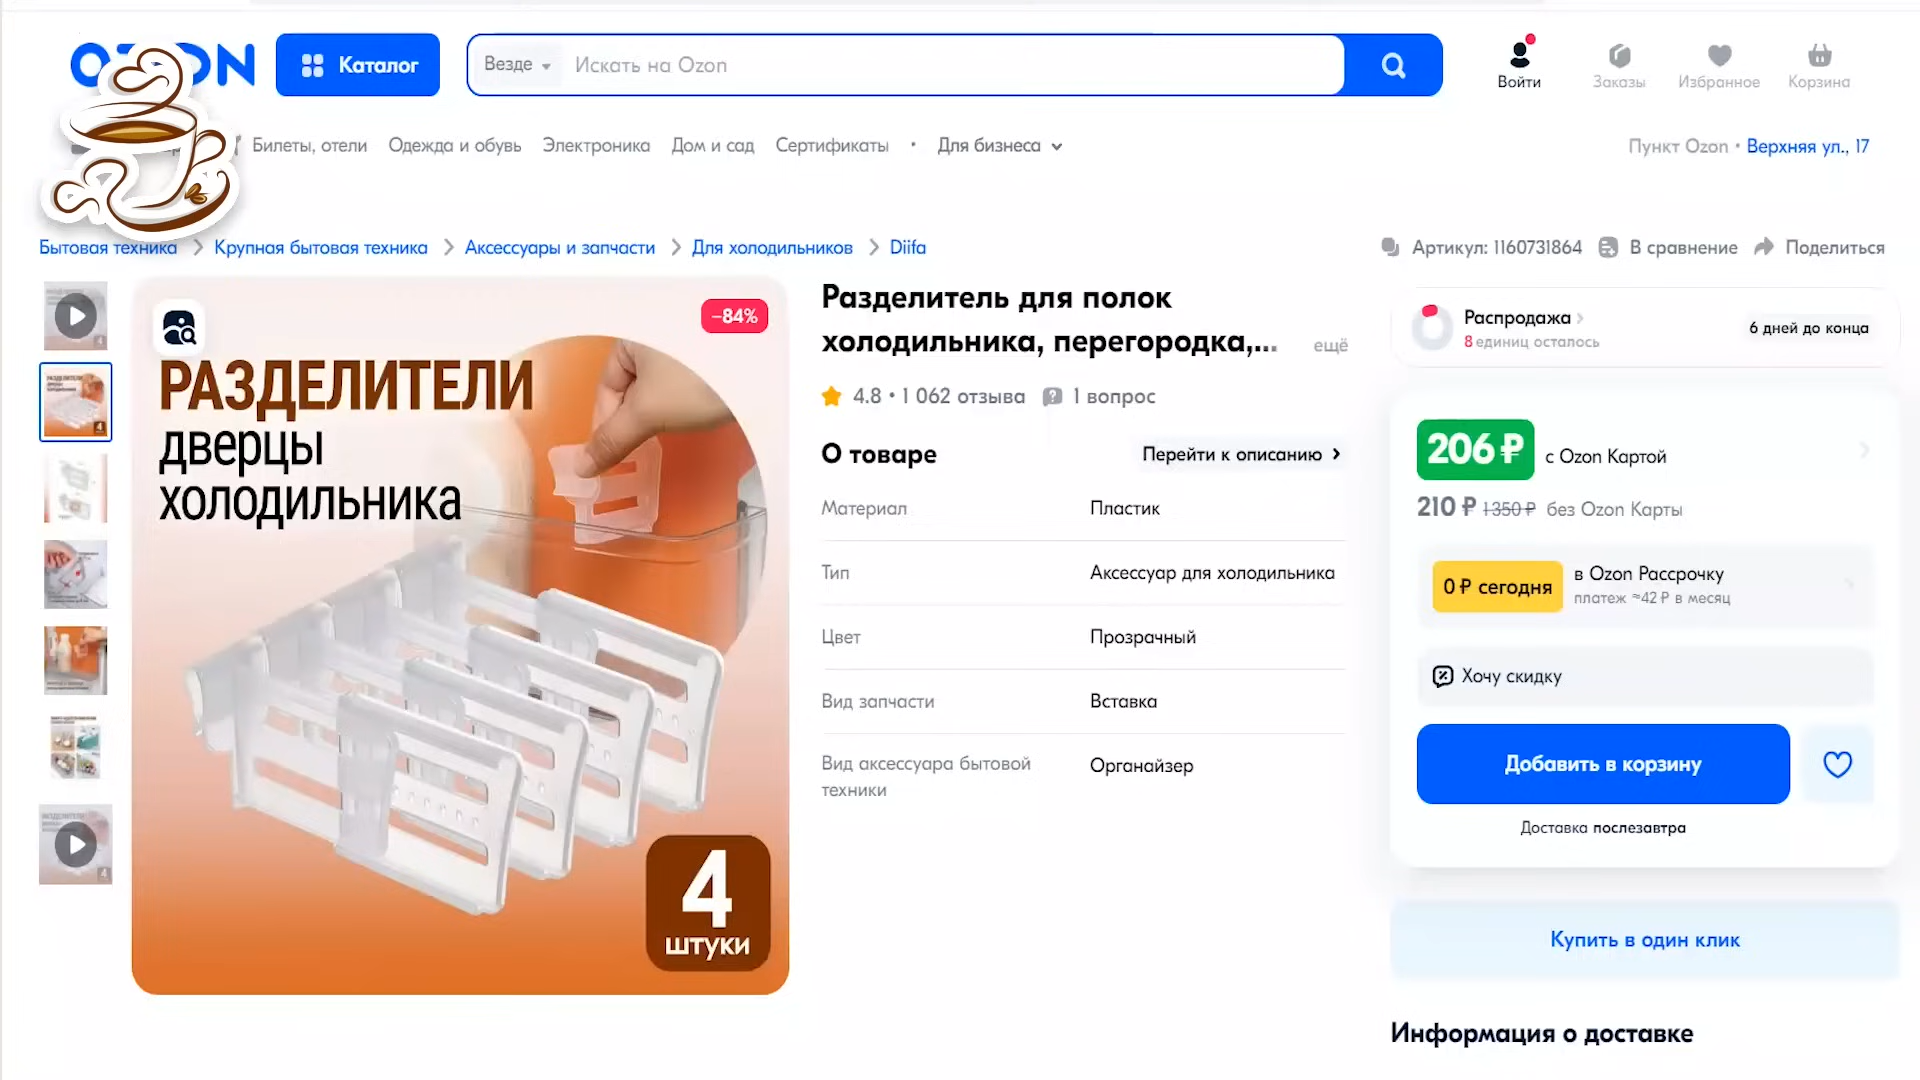 OZON
Каталог
Везде
Искать на Ozon
Войти
Заказы
Избранное
Корзина
Билеты, отели
Одежда и обувь
Электроника
Дом и сад
Сертификаты
•
Для бизнеса
Пункт Ozon • Верхняя ул., 17
Бытовая техника
Крупная бытовая техника
Аксессуары и запчасти
Для холодильников
Diifa
Артикул: 1160731864
В сравнение
Поделиться
–84%
РАЗДЕЛИТЕЛИ
дверцы
холодильника
4
штуки
Разделитель для полок
холодильника, перегородка,...
ещё
4.8 • 1 062 отзыва
1 вопрос
О товаре
Перейти к описанию
Материал
Пластик
Тип
Аксессуар для холодильника
Цвет
Прозрачный
Вид запчасти
Вставка
Вид аксессуара бытовой
техники
Органайзер
Распродажа
8 единиц осталось
6 дней до конца
206 ₽
с Ozon Картой
210 ₽ 1 350 ₽ без Ozon Карты
0 ₽ сегодня
в Ozon Рассрочку
платеж ≈42 ₽ в месяц
Хочу скидку
Добавить в корзину
Доставка послезавтра
Купить в один клик
Информация о доставке